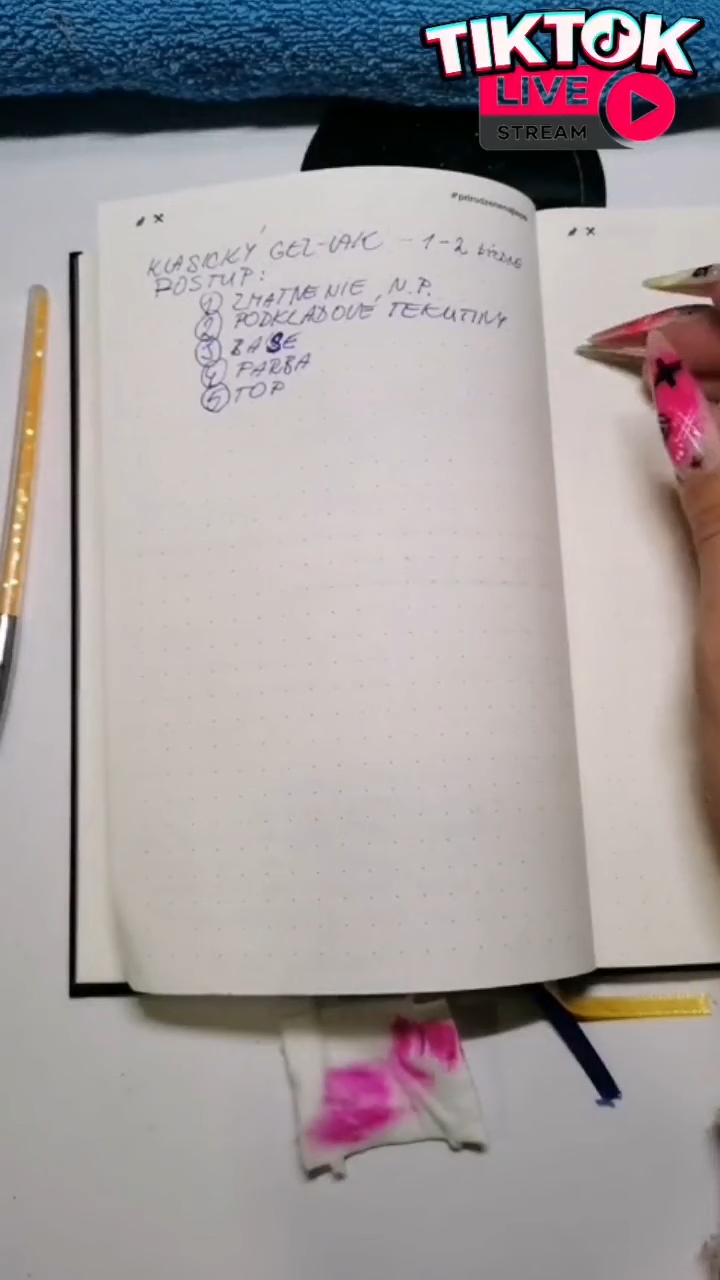 TIKTOK
LIVE
STREAM
#prirodzenenajlepsie
KLASICKÝ GEL-LAK - 1-2 týždne
POSTUP:
1 ZMATNENIE N.P.
2 PODKLADOVÉ TEKUTINY
3 BASE
4 FARBA
5 TOP